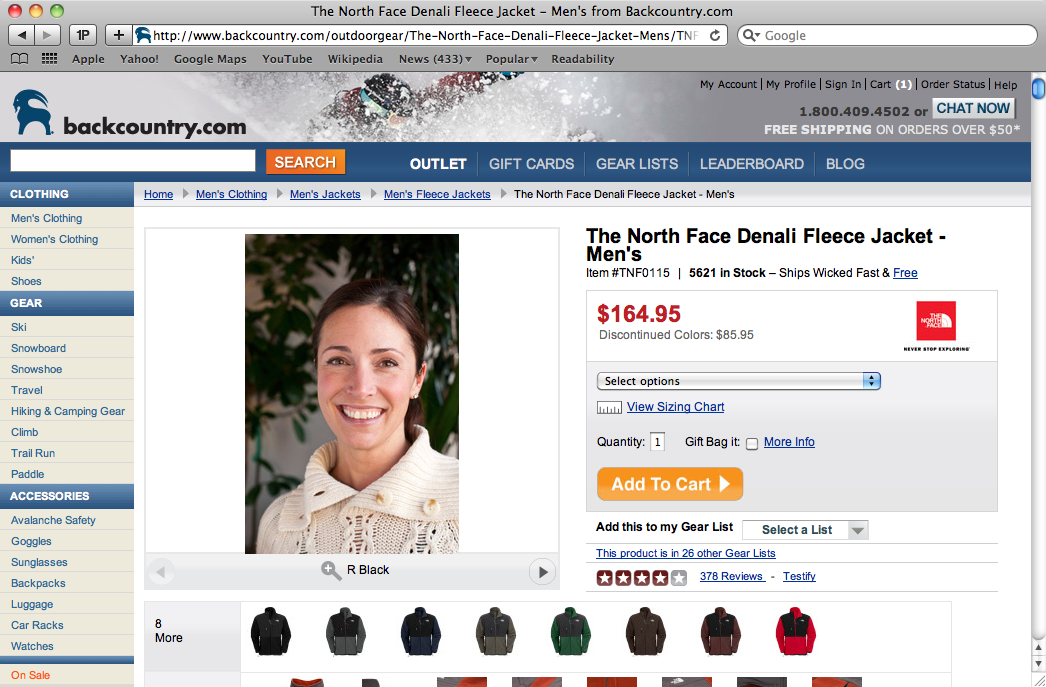 The North Face Denali Fleece Jacket – Men's from Backcountry.com
1P
http://www.backcountry.com/outdoorgear/The-North-Face-Denali-Fleece-Jacket-Mens/TNF
Google
Apple Yahoo! Google Maps YouTube Wikipedia News (433) Popular Readability
My Account | My Profile | Sign In | Cart (1) | Order Status | Help
1.800.409.4502 or CHAT NOW
backcountry.com
FREE SHIPPING ON ORDERS OVER $50*
SEARCH
OUTLET GIFT CARDS GEAR LISTS LEADERBOARD BLOG
CLOTHING
Men's Clothing
Women's Clothing
Kids'
Shoes
GEAR
Ski
Snowboard
Snowshoe
Travel
Hiking & Camping Gear
Climb
Trail Run
Paddle
ACCESSORIES
Avalanche Safety
Goggles
Sunglasses
Backpacks
Luggage
Car Racks
Watches
On Sale
Home Men's Clothing Men's Jackets Men's Fleece Jackets The North Face Denali Fleece Jacket - Men's
R Black
The North Face Denali Fleece Jacket -
Men's
Item #TNF0115 | 5621 in Stock – Ships Wicked Fast & Free
$164.95
Discontinued Colors: $85.95
THE
NORTH
FACE
NEVER STOP EXPLORING
Select options
View Sizing Chart
Quantity: 1 Gift Bag it: More Info
Add To Cart
Add this to my Gear List Select a List
This product is in 26 other Gear Lists
378 Reviews - Testify
8
More